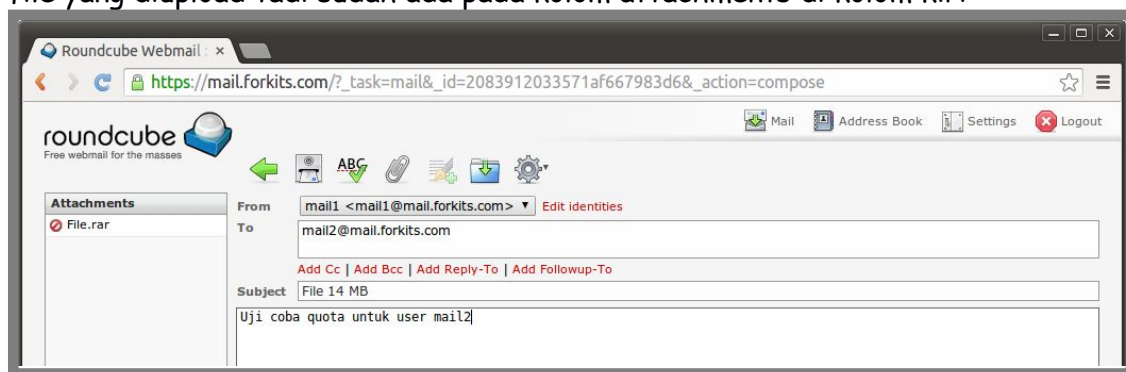 File yang diupload tadi sudah ada pada kolom attachments di kolom kiri
Roundcube Webmail :
https://mail.forkits.com/?_task=mail&_id=2083912033571af667983d6&_action=compose
roundcube
Free webmail for the masses
Mail Address Book Settings Logout
ABC
Attachments
File.rar
From mail1 <mail1@mail.forkits.com> Edit identities
To mail2@mail.forkits.com
Add Cc | Add Bcc | Add Reply-To | Add Followup-To
Subject File 14 MB
Uji coba quota untuk user mail2